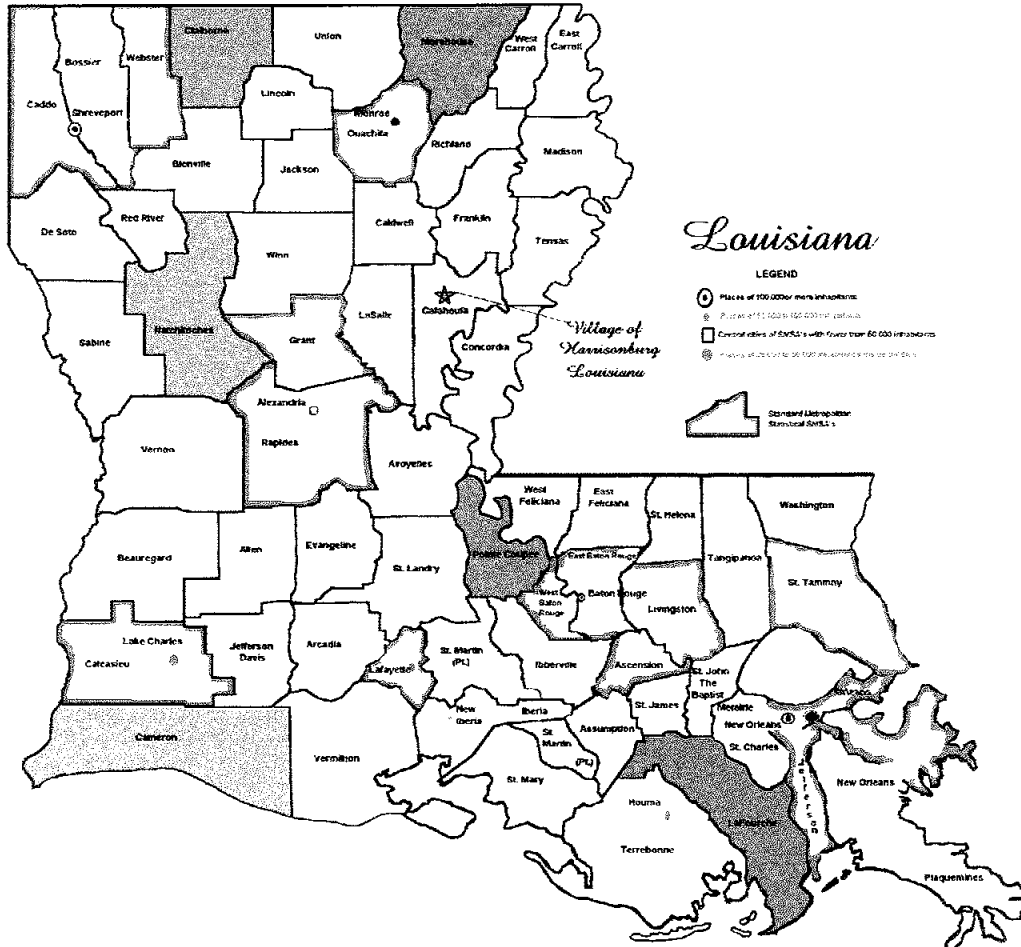 Claiborne
Union
Morehouse
West
Carroll
East
Carroll
Bossier
Webster
Lincoln
Caddo
Shreveport
Monroe
Ouachita
Richland
Madison
Bienville
Jackson
Red River
Caldwell
Franklin
De Soto
Winn
Tensas
Louisiana
LEGEND
Places of 100,000 or more inhabitants
Central cities of SMSA's with fewer than 50,000 inhabitants
Standard Metropolitan
Statistical SMSA's
LaSalle
Catahoula
Natchitoches
Grant
Sabine
Concordia
Village of
Harrisonburg
Louisiana
Alexandria
Rapides
Vernon
Avoyelles
West
Feliciana
East
Feliciana
St. Helena
Washington
Beauregard
Allen
Evangeline
St. Landry
Pointe Coupee
East Baton Rouge
Tangipahoa
St. Tammny
West
Baton
Rouge
Baton Rouge
Livingston
Lake Charles
Calcasieu
Jefferson
Davis
Arcadia
Lafayette
St. Martin
(Pt.)
Ibberville
Ascension
St. John
The
Baptist
New
Iberia
Iberia
St. James
Assumption
Metairie
New Orleans
St. Charles
Cameron
Vermilion
St.
Martin
(Pt.)
St. Mary
Jefferson
New Orleans
Houma
LaFourche
Terrebonne
Plaquemines